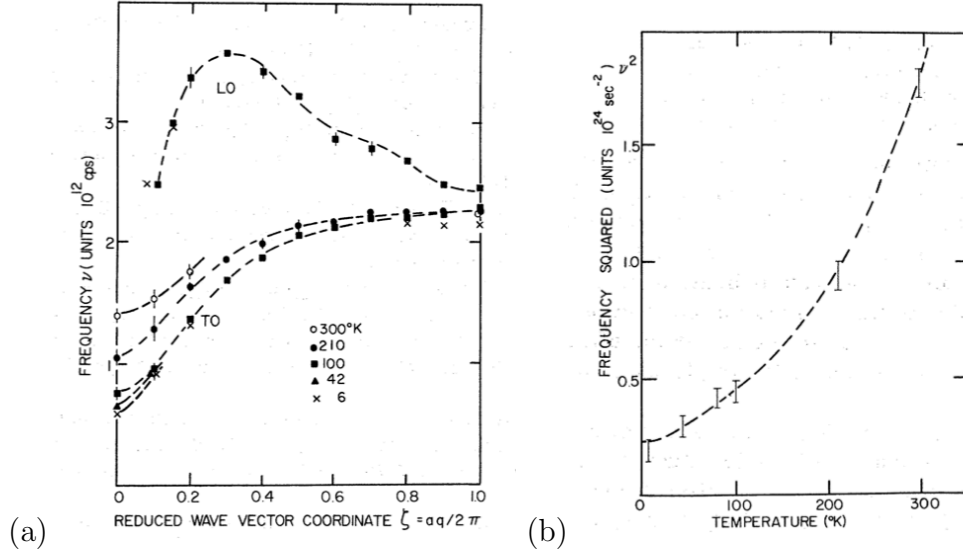 (a)
FREQUENCY ν (UNITS 10^12 cps)
3
2
1
0 0.2 0.4 0.6 0.8 1.0
REDUCED WAVE VECTOR COORDINATE ζ = aq/2π
LO
TO
○ 300°K
● 210
■ 100
▲ 42
× 6
(b)
FREQUENCY SQUARED (UNITS 10^24 sec^-2) ν^2
1.5
1.0
0.5
0 100 200 300
TEMPERATURE (°K)